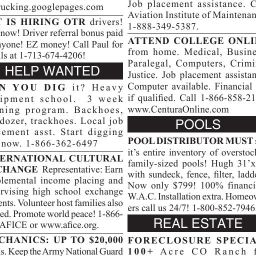 ucking.googlepages.com
T IS HIRING OTR drivers!
now! Driver referral bonus paid
yone! EZ money! Call Paul for
ls at 1-713-674-4206!
HELP WANTED
N YOU DIG it? Heavy
ipment school. 3 week
ning program. Backhoes,
dozer, trackhoes. Local job
ement asst. Start digging
now. 1-866-362-6497
ERNATIONAL CULTURAL
CHANGE Representative: Earn
plemental income placing and
rvising high school exchange
ents. Volunteer host families also
ed. Promote world peace! 1-866-
AFICE or www.afice.org.
CHANICS: UP TO $20,000
s. Keep the Army National Guard
Job placement assistance. C
Aviation Institute of Maintenan
1-888-349-5387.
ATTEND COLLEGE ONLI
from home. Medical, Busine
Paralegal, Computers, Crimi
Justice. Job placement assistan
Computer available. Financial
if qualified. Call 1-866-858-21
www.CenturaOnline.com
POOLS
POOL DISTRIBUTOR MUST s
it's entire inventory of overstock
family-sized pools! Hugh 31'x
with sundeck, fence, filter, ladde
Now only $799! 100% financi
W.A.C. Installation extra. Homeow
ers call us 24/7! 1-800-852-7946
REAL ESTATE
FORECLOSURE SPECIA
100+ Acre CO Ranch f